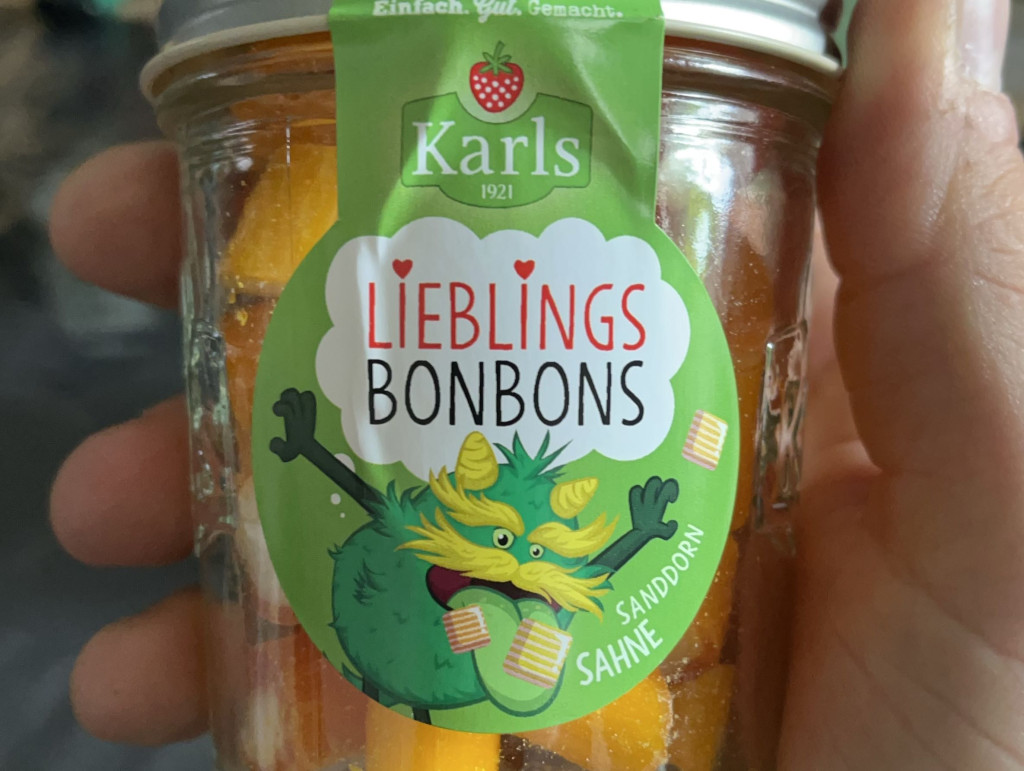 Einfach. Gut. Gemacht.
Karls
1921
LIEBLINGS
BONBONS
SANDDORN
SAHNE